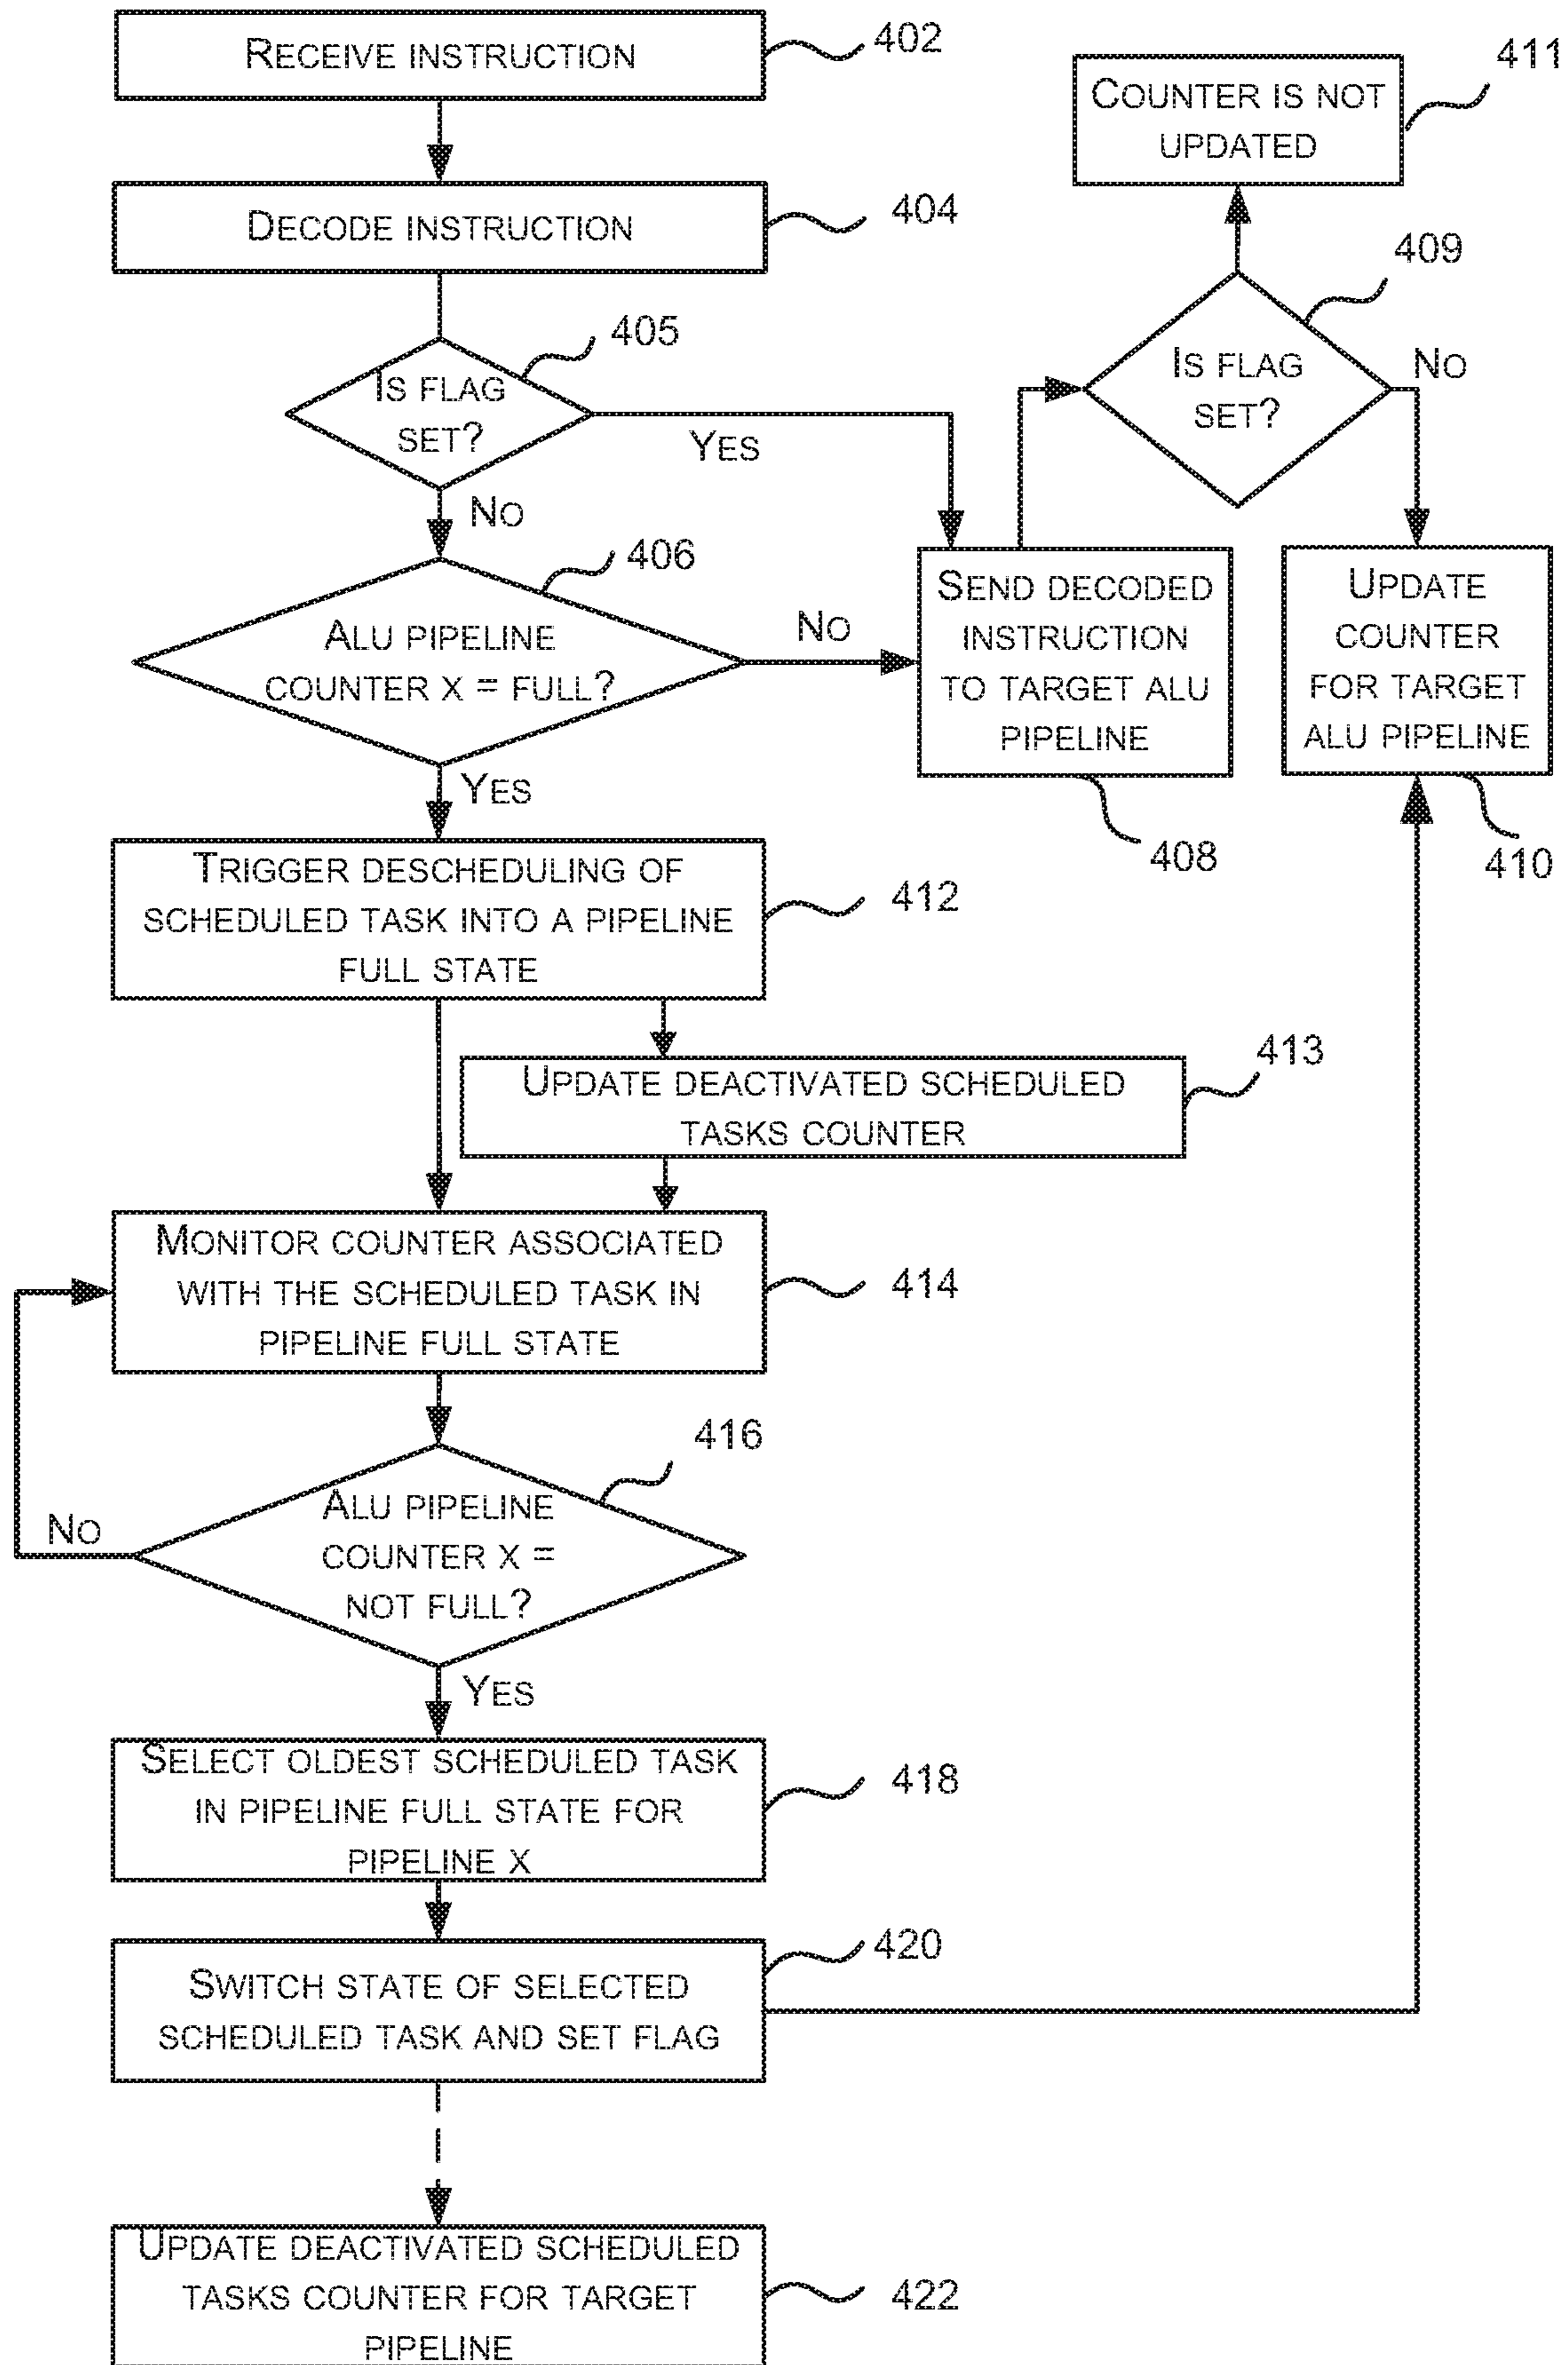 RECEIVE INSTRUCTION
402
DECODE INSTRUCTION
404
IS FLAG
SET?
405
YES
NO
ALU PIPELINE
COUNTER X = FULL?
406
NO
YES
SEND DECODED
INSTRUCTION
TO TARGET ALU
PIPELINE
408
IS FLAG
SET?
409
NO
COUNTER IS NOT
UPDATED
411
UPDATE
COUNTER
FOR TARGET
ALU PIPELINE
410
TRIGGER DESCHEDULING OF
SCHEDULED TASK INTO A PIPELINE
FULL STATE
412
UPDATE DEACTIVATED SCHEDULED
TASKS COUNTER
413
MONITOR COUNTER ASSOCIATED
WITH THE SCHEDULED TASK IN
PIPELINE FULL STATE
414
ALU PIPELINE
COUNTER X =
NOT FULL?
416
NO
YES
SELECT OLDEST SCHEDULED TASK
IN PIPELINE FULL STATE FOR
PIPELINE X
418
SWITCH STATE OF SELECTED
SCHEDULED TASK AND SET FLAG
420
UPDATE DEACTIVATED SCHEDULED
TASKS COUNTER FOR TARGET
PIPELINE
422